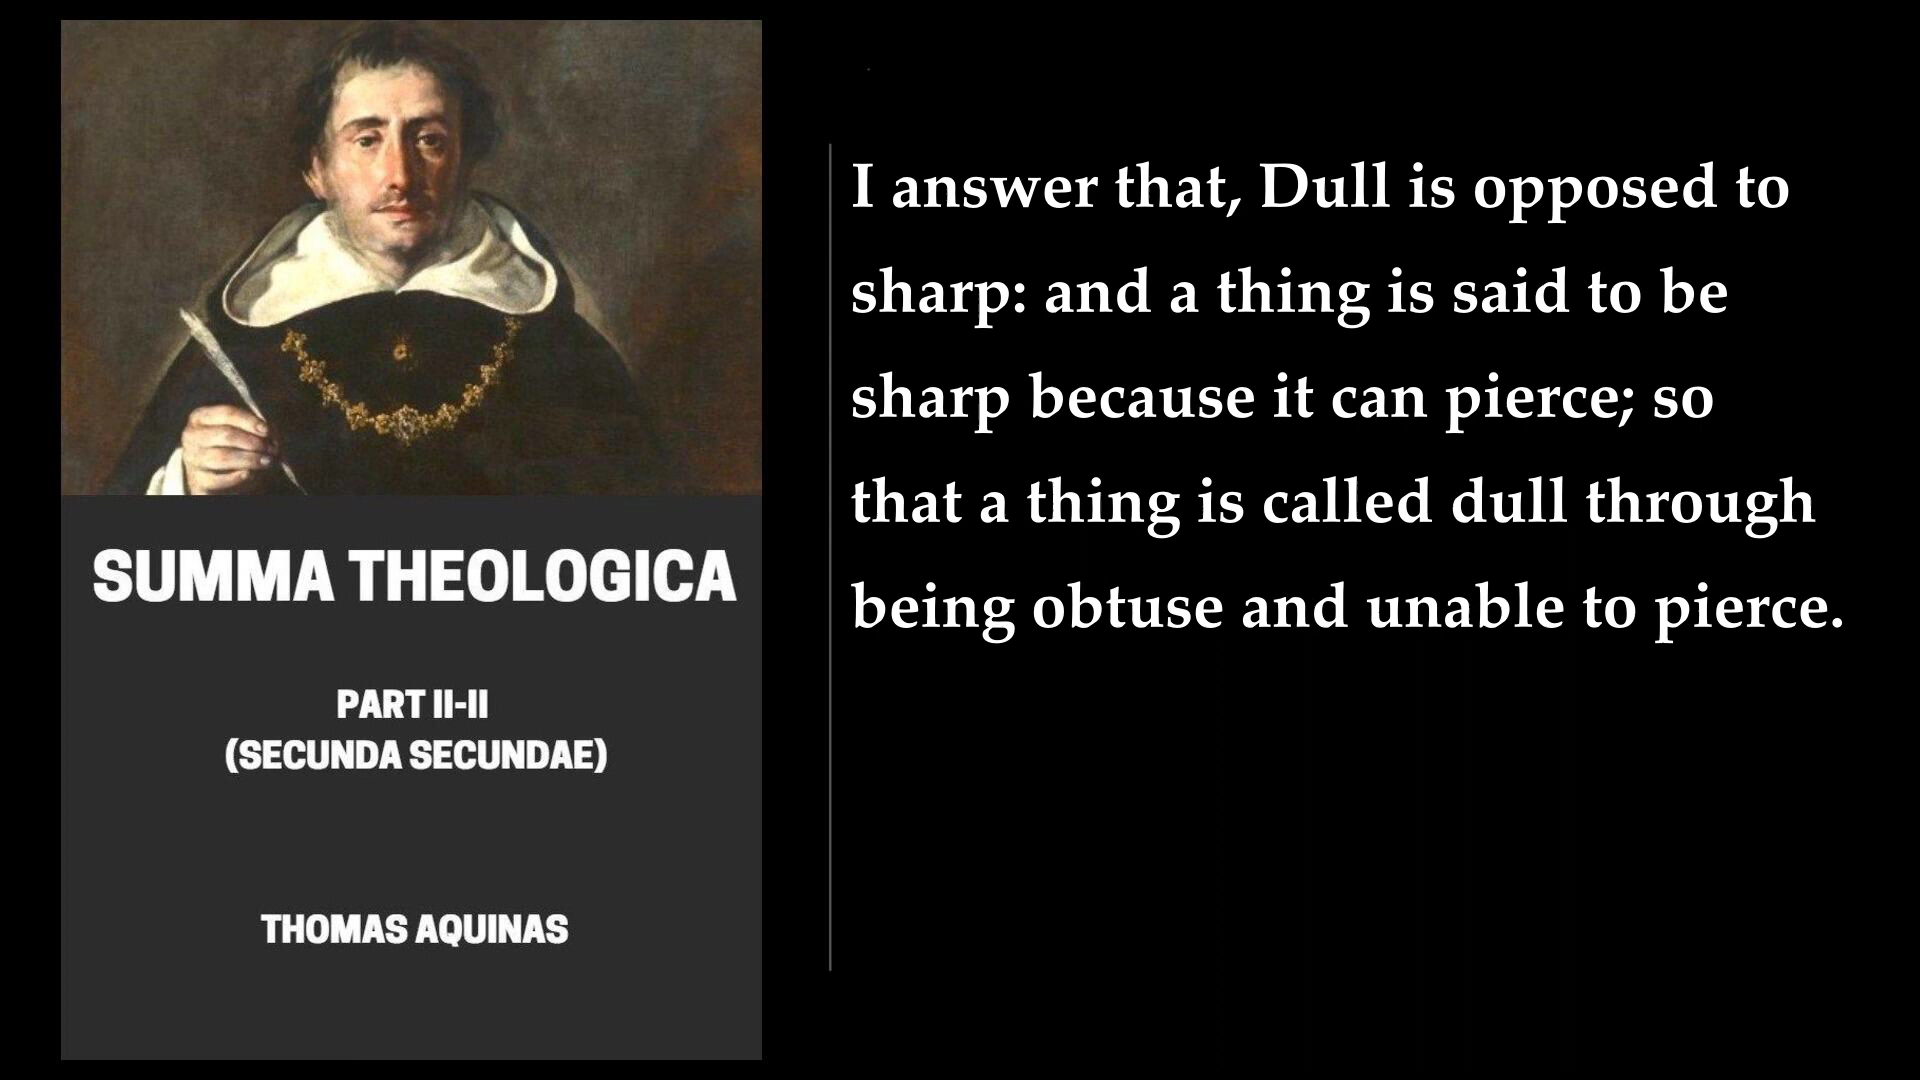 SUMMA THEOLOGICA
PART II-II
(SECUNDA SECUNDAE)
THOMAS AQUINAS
I answer that, Dull is opposed to
sharp: and a thing is said to be
sharp because it can pierce; so
that a thing is called dull through
being obtuse and unable to pierce.